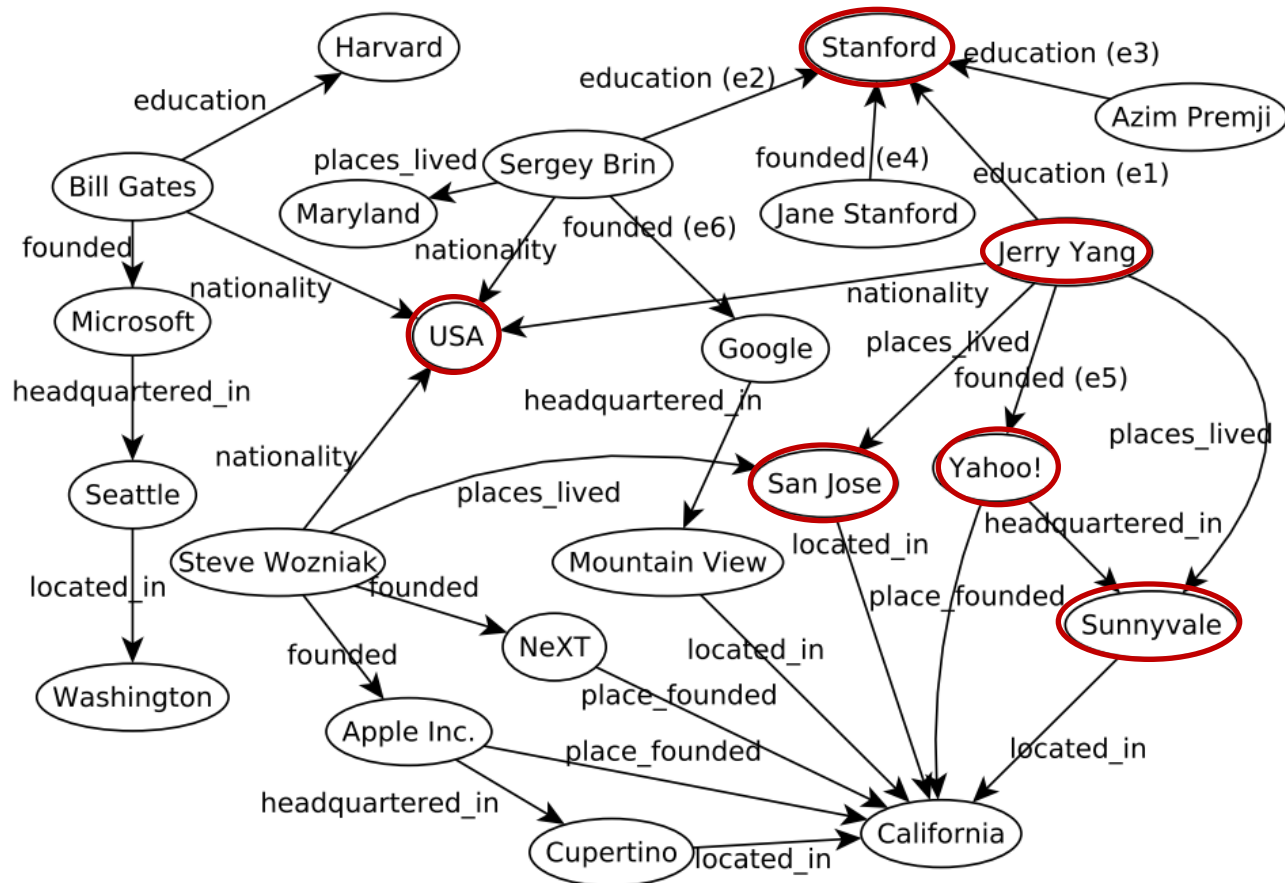 Harvard
Stanford
education (e3)
education (e2)
education
Azim Premji
places_lived
Sergey Brin
founded (e4)
education (e1)
Bill Gates
Maryland
Jane Stanford
founded (e6)
founded
nationality
Jerry Yang
nationality
nationality
Microsoft
USA
Google
places_lived
founded (e5)
headquartered_in
headquartered_in
places_lived
nationality
San Jose
Yahoo!
Seattle
places_lived
headquartered_in
located_in
Steve Wozniak
Mountain View
founded
located_in
place_founded
Sunnyvale
founded
NeXT
located_in
Washington
place_founded
Apple Inc.
place_founded
located_in
headquartered_in
California
Cupertino
located_in